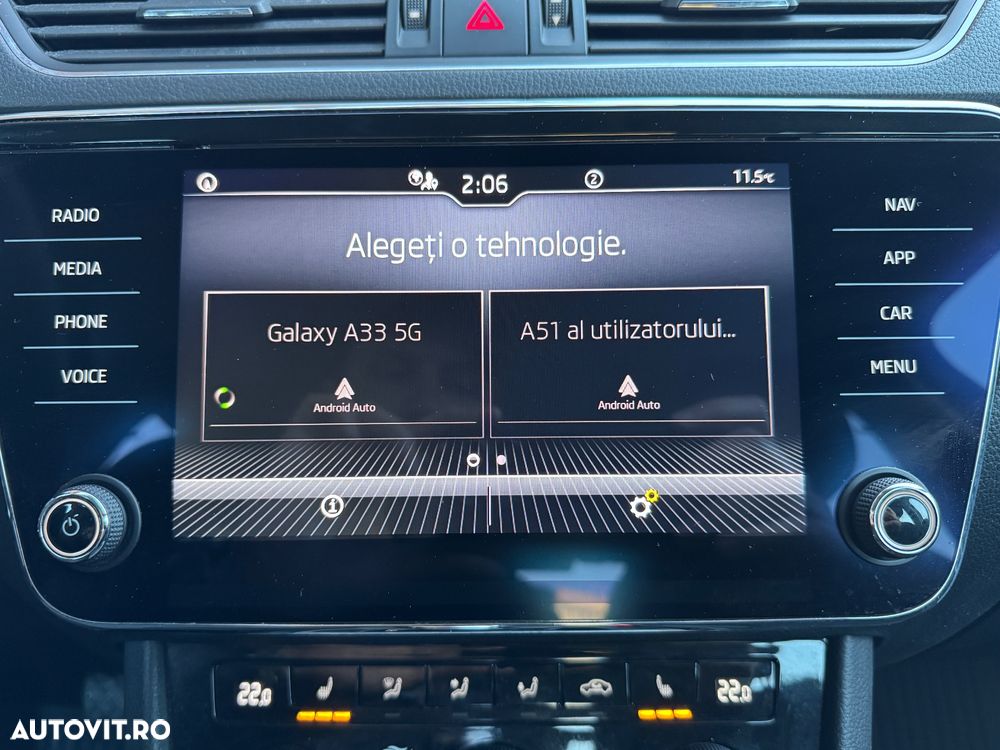 2:06
2
11.5°C
RADIO
MEDIA
PHONE
VOICE
NAV
APP
CAR
MENU
Alegeți o tehnologie.
Galaxy A33 5G
Android Auto
A51 al utilizatorului...
Android Auto
22.0
22.0
AUTOVIT.RO